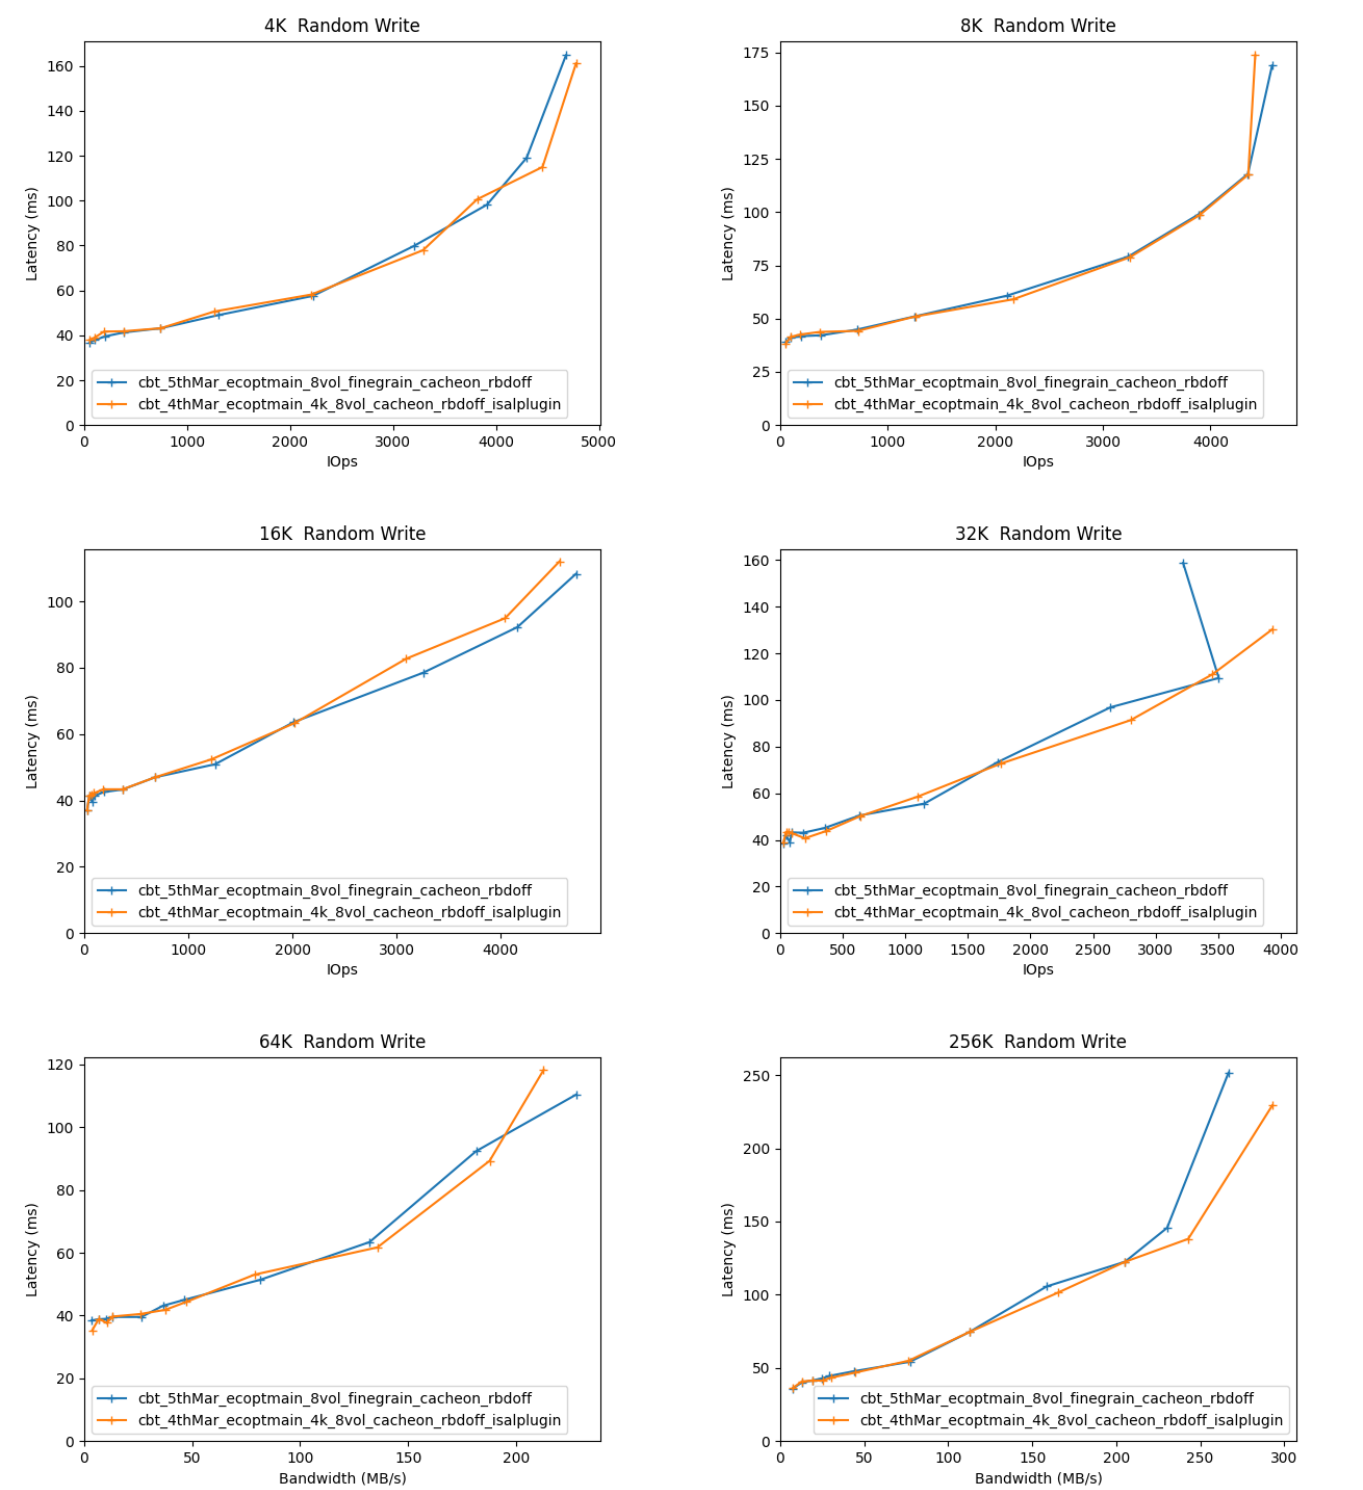 4K  Random Write
160
140
120
100
80
60
40
20
0
Latency (ms)
cbt_5thMar_ecoptmain_8vol_finegrain_cacheon_rbdoff
cbt_4thMar_ecoptmain_4k_8vol_cacheon_rbdoff_isalplugin
0 1000 2000 3000 4000 5000
IOps
8K  Random Write
175
150
125
100
75
50
25
0
Latency (ms)
cbt_5thMar_ecoptmain_8vol_finegrain_cacheon_rbdoff
cbt_4thMar_ecoptmain_4k_8vol_cacheon_rbdoff_isalplugin
0 1000 2000 3000 4000
IOps
16K  Random Write
100
80
60
40
20
0
Latency (ms)
cbt_5thMar_ecoptmain_8vol_finegrain_cacheon_rbdoff
cbt_4thMar_ecoptmain_4k_8vol_cacheon_rbdoff_isalplugin
0 1000 2000 3000 4000
IOps
32K  Random Write
160
140
120
100
80
60
40
20
0
Latency (ms)
cbt_5thMar_ecoptmain_8vol_finegrain_cacheon_rbdoff
cbt_4thMar_ecoptmain_4k_8vol_cacheon_rbdoff_isalplugin
0 500 1000 1500 2000 2500 3000 3500 4000
IOps
64K  Random Write
120
100
80
60
40
20
0
Latency (ms)
cbt_5thMar_ecoptmain_8vol_finegrain_cacheon_rbdoff
cbt_4thMar_ecoptmain_4k_8vol_cacheon_rbdoff_isalplugin
0 50 100 150 200
Bandwidth (MB/s)
256K  Random Write
250
200
150
100
50
0
Latency (ms)
cbt_5thMar_ecoptmain_8vol_finegrain_cacheon_rbdoff
cbt_4thMar_ecoptmain_4k_8vol_cacheon_rbdoff_isalplugin
0 50 100 150 200 250 300
Bandwidth (MB/s)